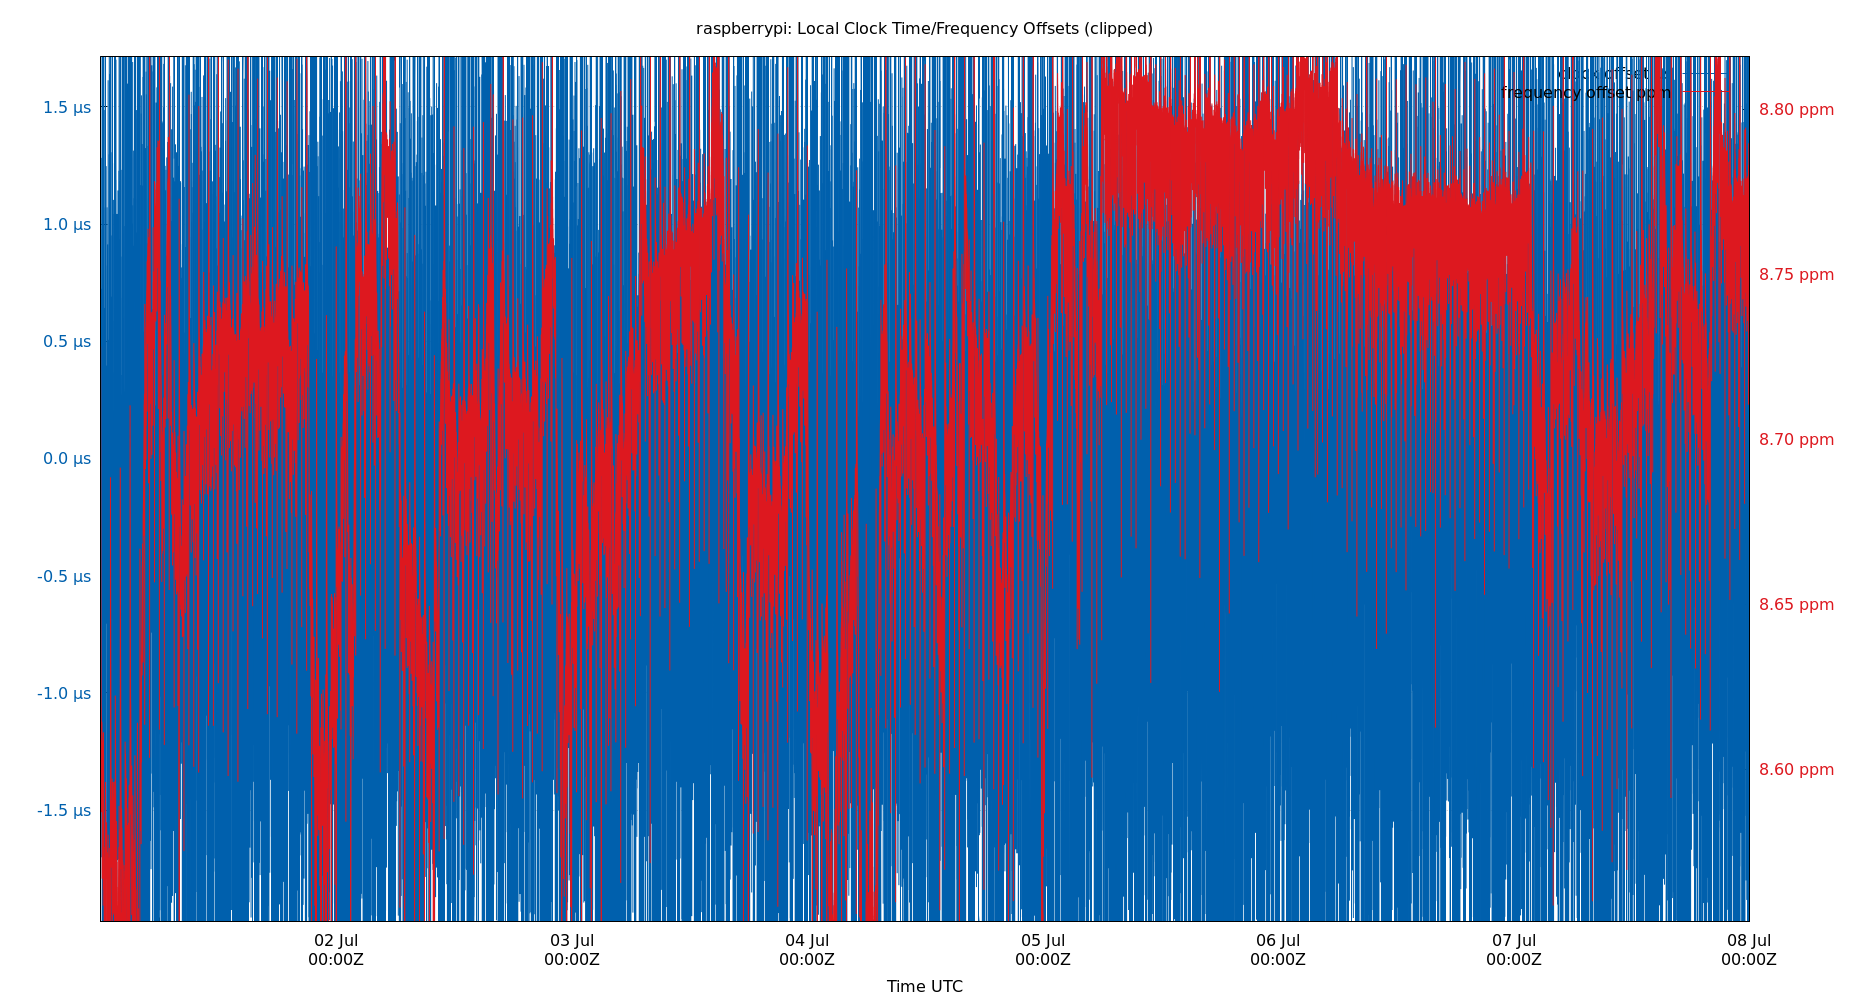 raspberrypi: Local Clock Time/Frequency Offsets (clipped)
clock offset
frequency offset ppm
1.5 µs
1.0 µs
0.5 µs
0.0 µs
-0.5 µs
-1.0 µs
-1.5 µs
8.80 ppm
8.75 ppm
8.70 ppm
8.65 ppm
8.60 ppm
02 Jul
00:00Z
03 Jul
00:00Z
04 Jul
00:00Z
05 Jul
00:00Z
06 Jul
00:00Z
07 Jul
00:00Z
08 Jul
00:00Z
Time UTC